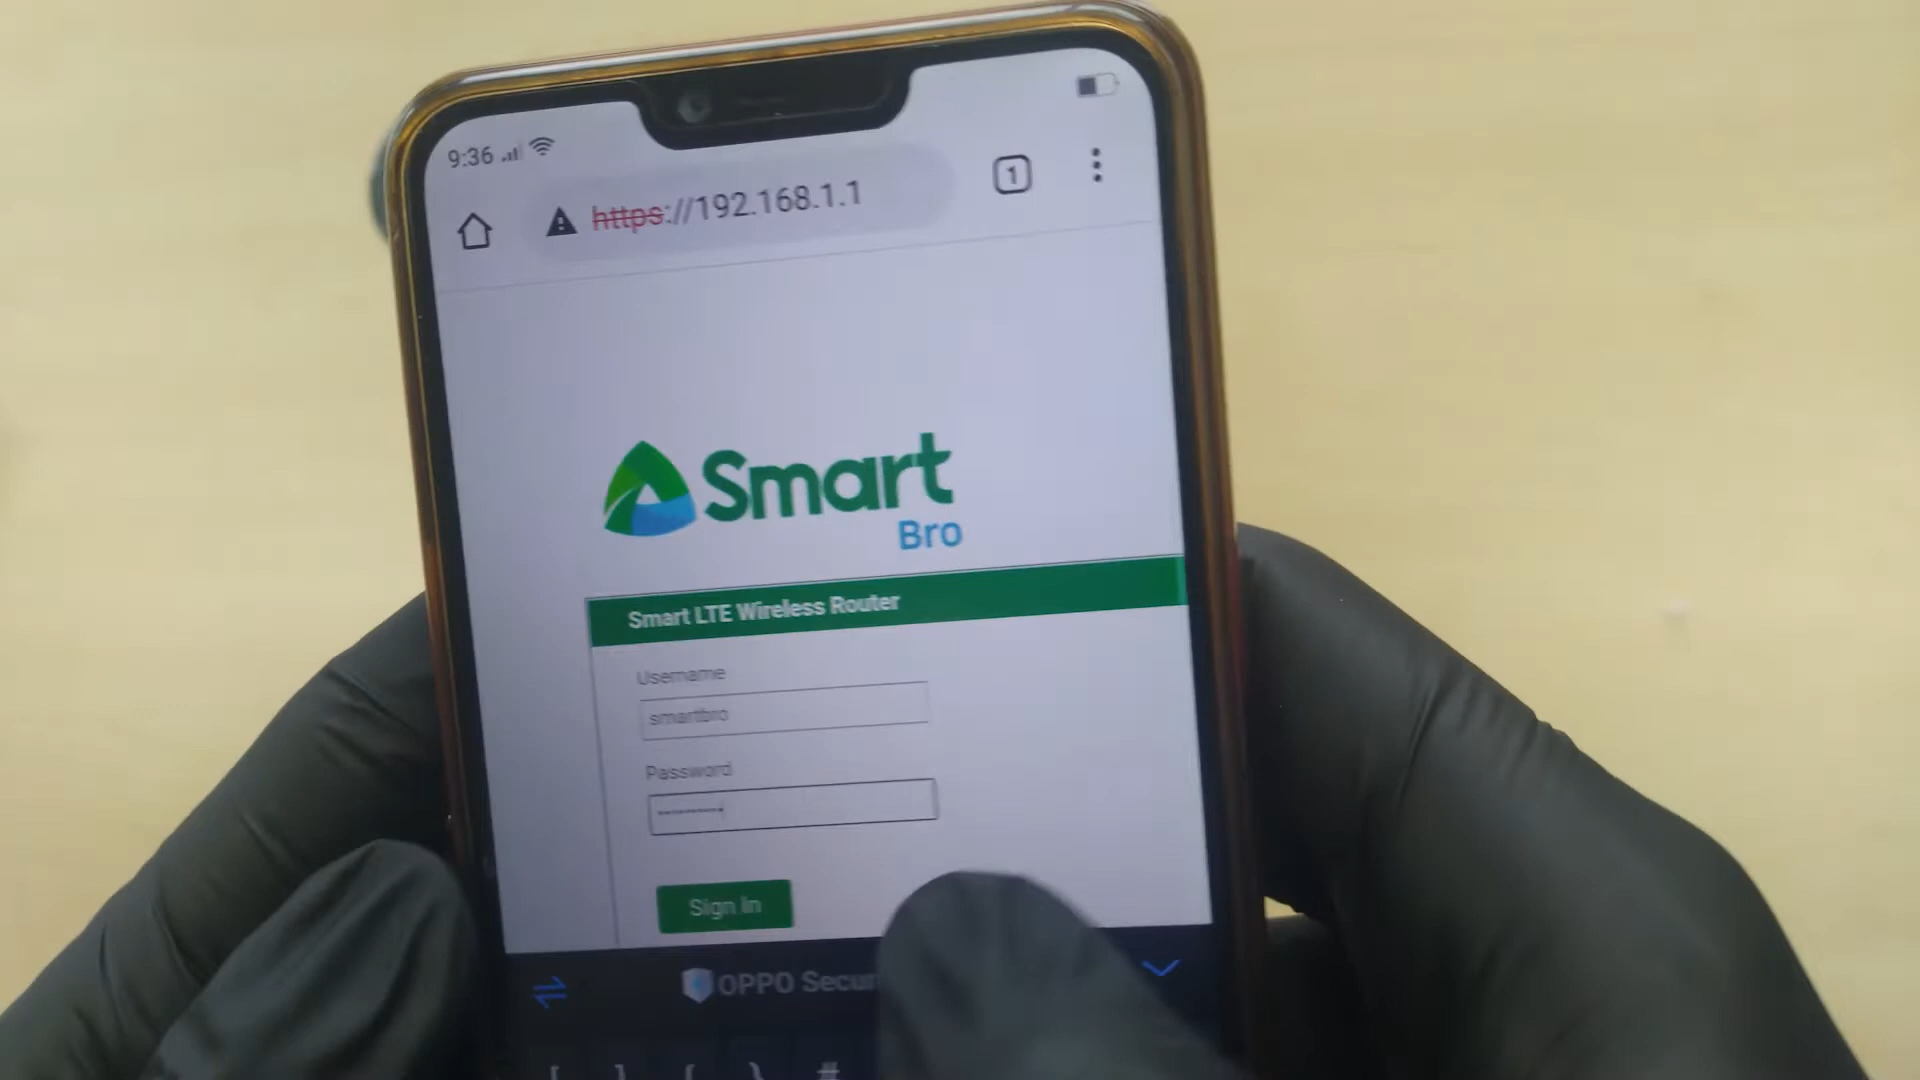 9:36
https://192.168.1.1
1
Smart
Bro
Smart LTE Wireless Router
Username
smartbro
Password
Sign In
OPPO Secur
[ ] { } #